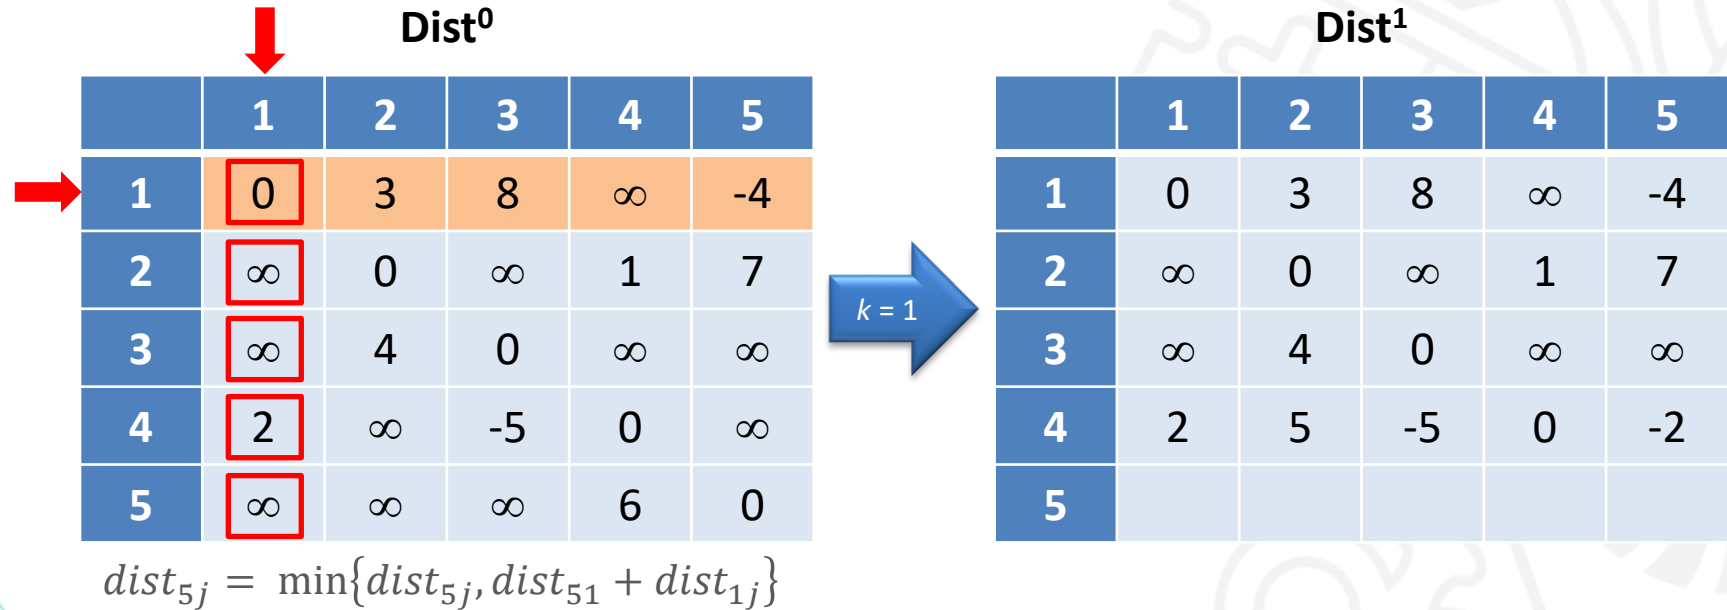 Dist⁰ Dist¹
1 2 3 4 5 1 2 3 4 5
1 0 3 8 ∞ -4 1 0 3 8 ∞ -4
2 ∞ 0 ∞ 1 7 2 ∞ 0 ∞ 1 7
k = 1
3 ∞ 4 0 ∞ ∞ 3 ∞ 4 0 ∞ ∞
4 2 ∞ -5 0 ∞ 4 2 5 -5 0 -2
5 ∞ ∞ ∞ 6 0 5
dist₅ⱼ = min{dist₅ⱼ, dist₅₁ + dist₁ⱼ}